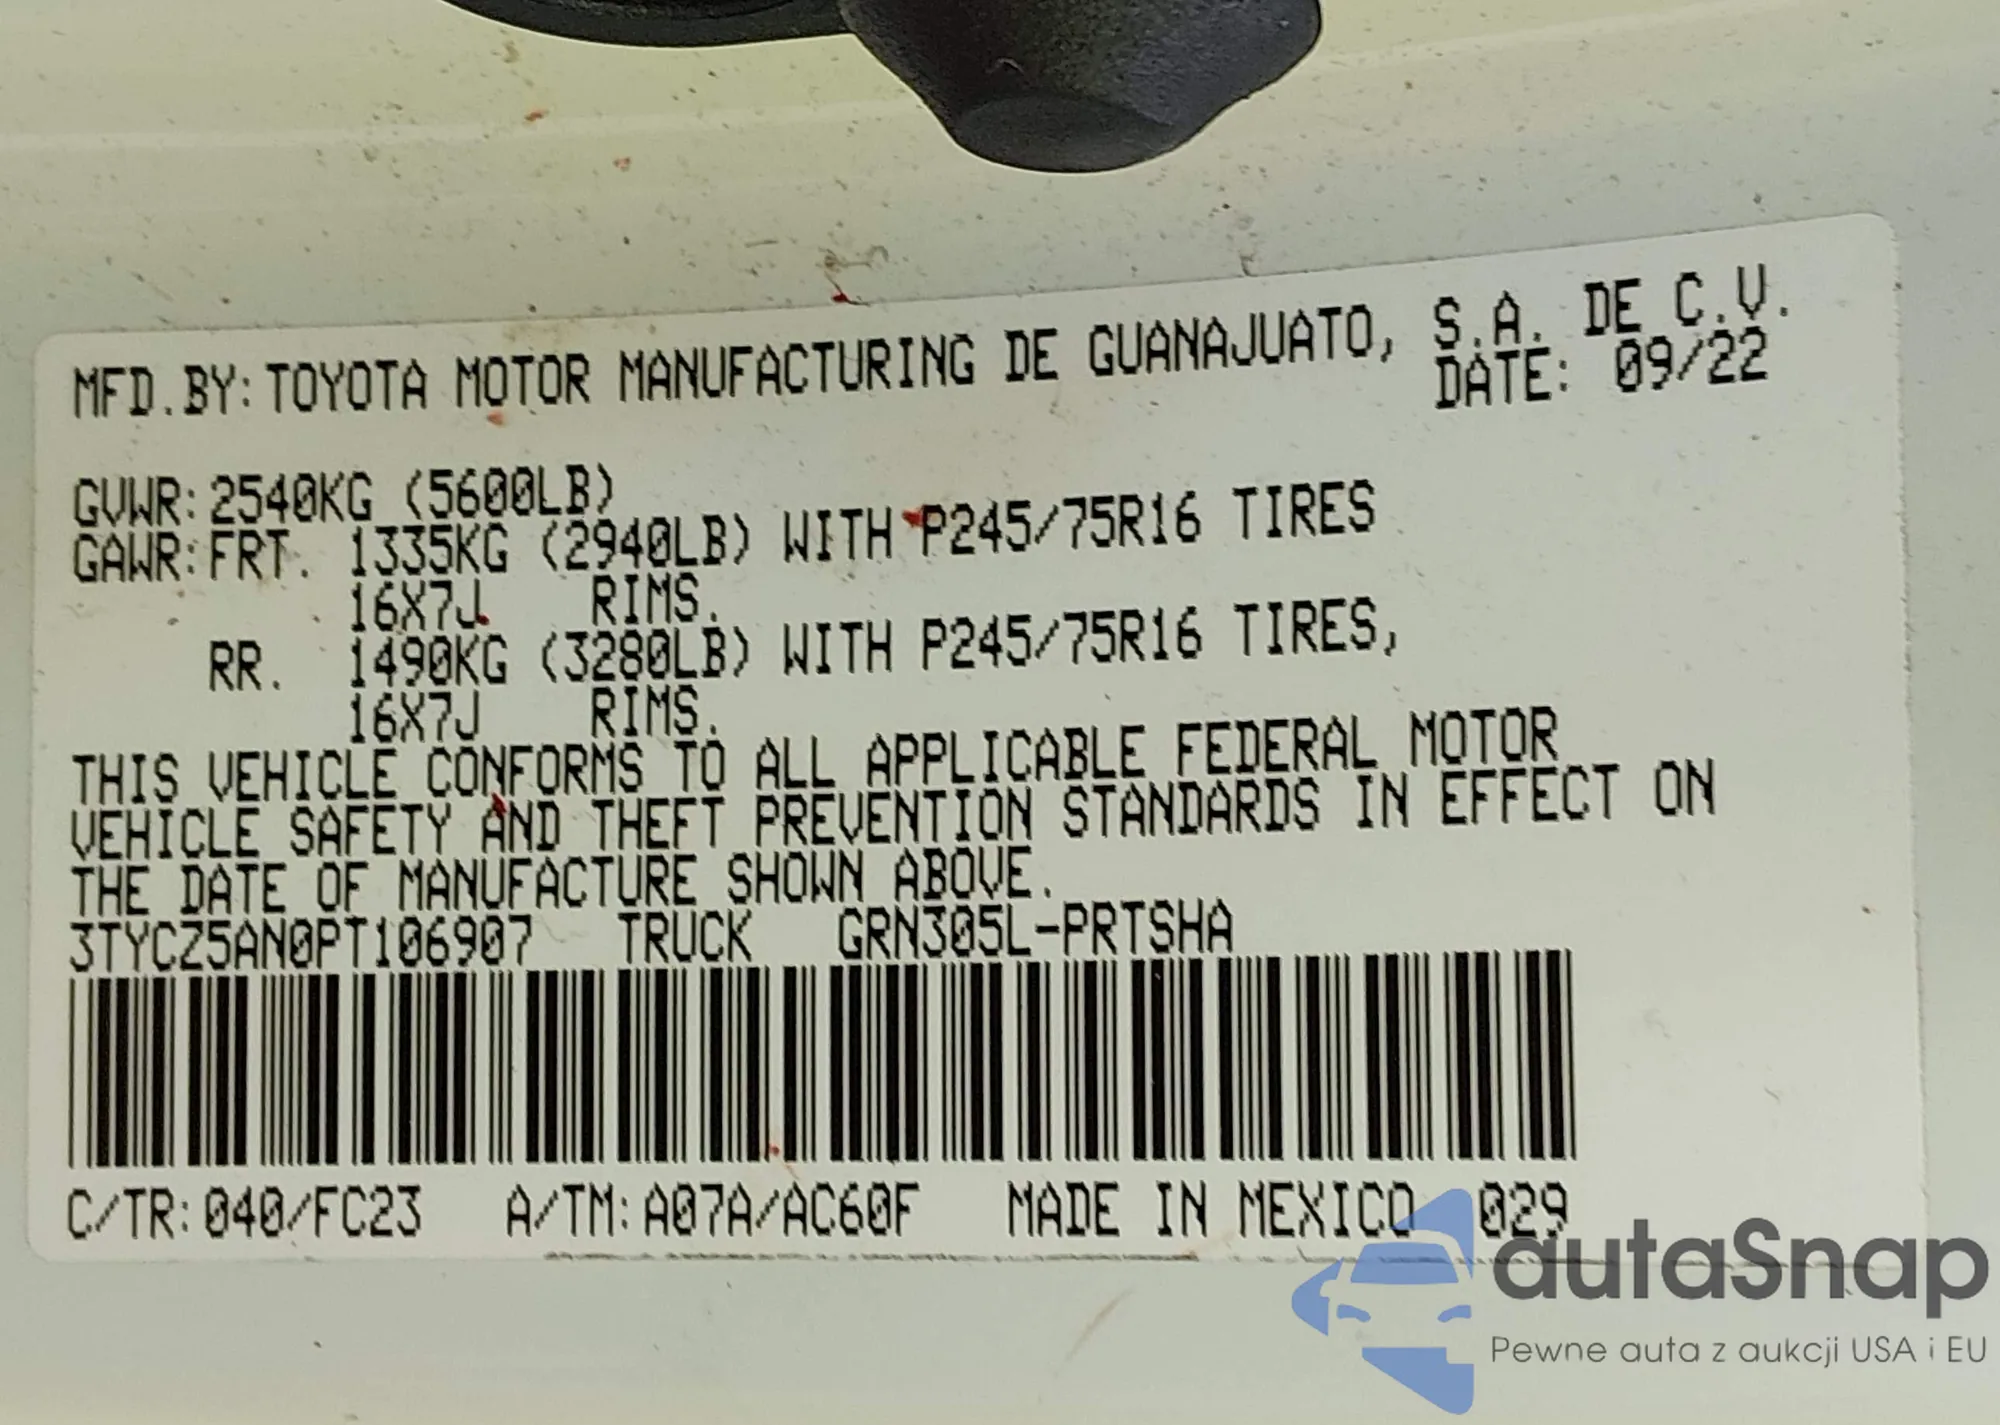 MFD.BY: TOYOTA MOTOR MANUFACTURING DE GUANAJUATO, S.A. DE C.V.
DATE: 09/22
GVWR: 2540KG (5600LB)
GAWR: FRT. 1335KG (2940LB) WITH P245/75R16 TIRES
16X7J RIMS.
RR. 1490KG (3280LB) WITH P245/75R16 TIRES,
16X7J RIMS.
THIS VEHICLE CONFORMS TO ALL APPLICABLE FEDERAL MOTOR
VEHICLE SAFETY AND THEFT PREVENTION STANDARDS IN EFFECT ON
THE DATE OF MANUFACTURE SHOWN ABOVE.
3TYCZ5AN0PT106907 TRUCK GRN305L-PRTSHA
C/TR: 040/FC23 A/TM: A07A/AC60F MADE IN MEXICO 029
autaSnap
Pewne auta z aukcji USA i EU